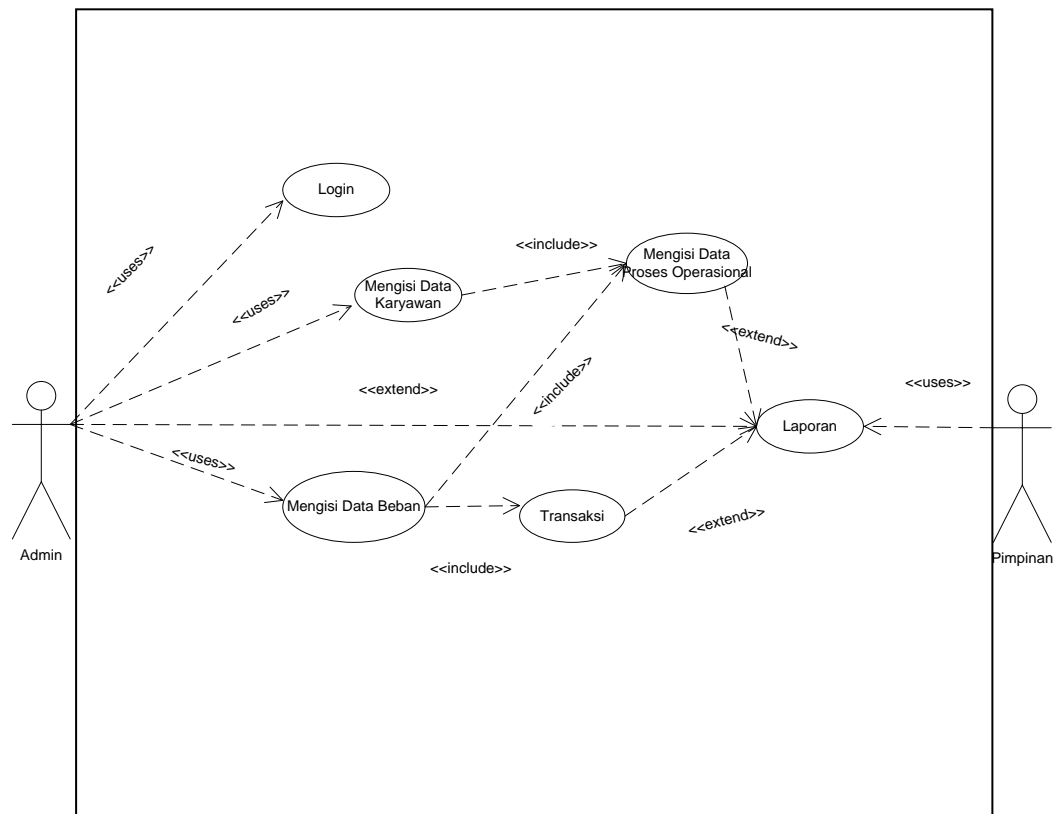 Login
<<uses>>
<<include>>
Mengisi Data
Proses Operasional
Mengisi Data
Karyawan
<<uses>>
<<extend>>
<<extend>>
<<include>>
<<uses>>
Laporan
<<uses>>
Mengisi Data Beban
Transaksi
<<extend>>
<<include>>
Admin
Pimpinan